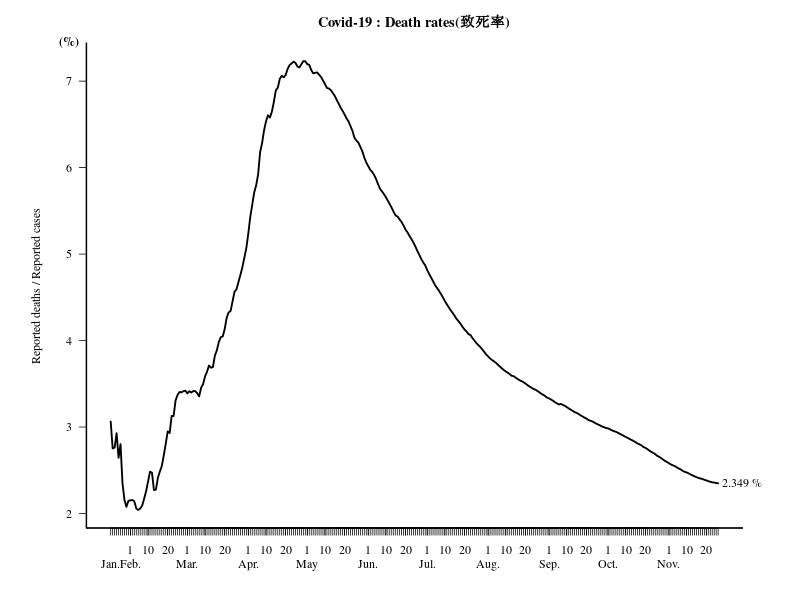 Covid-19 : Death rates(致死率)
(%)
7
6
5
4
3
2
Reported deaths / Reported cases
2.349 %
1 10 20 1 10 20 1 10 20 1 10 20 1 10 20 1 10 20 1 10 20 1 10 20 1 10 20 1 10 20
Jan.Feb. Mar. Apr. May Jun. Jul. Aug. Sep. Oct. Nov.